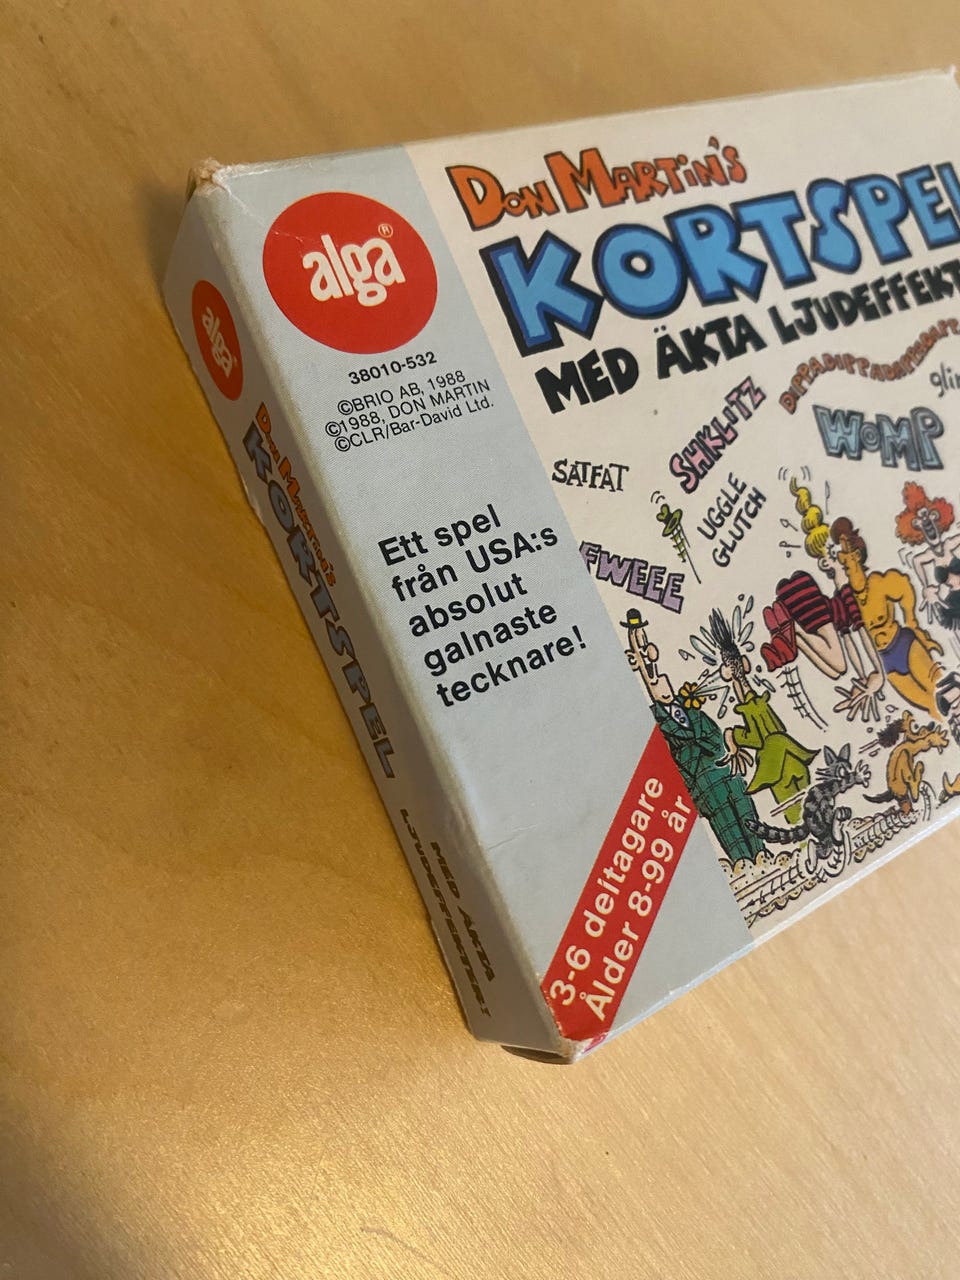 alga®
38010-532
©BRIO AB, 1988
©1988, DON MARTIN
©CLR/Bar-David Ltd.
Ett spel
från USA:s
absolut
galnaste
tecknare!
3-6 deltagare
Ålder 8-99 år
DON MARTIN'S
KORTSPEL
MED ÄKTA LJUDEFFEKT
SATFAT
SHKLITZ
WOMP
UGGLE
GLUTCH
FWEEE
alga
DON MARTIN'S
KORTSPEL
MED ÄKTA
LJUDEFFEKTER!